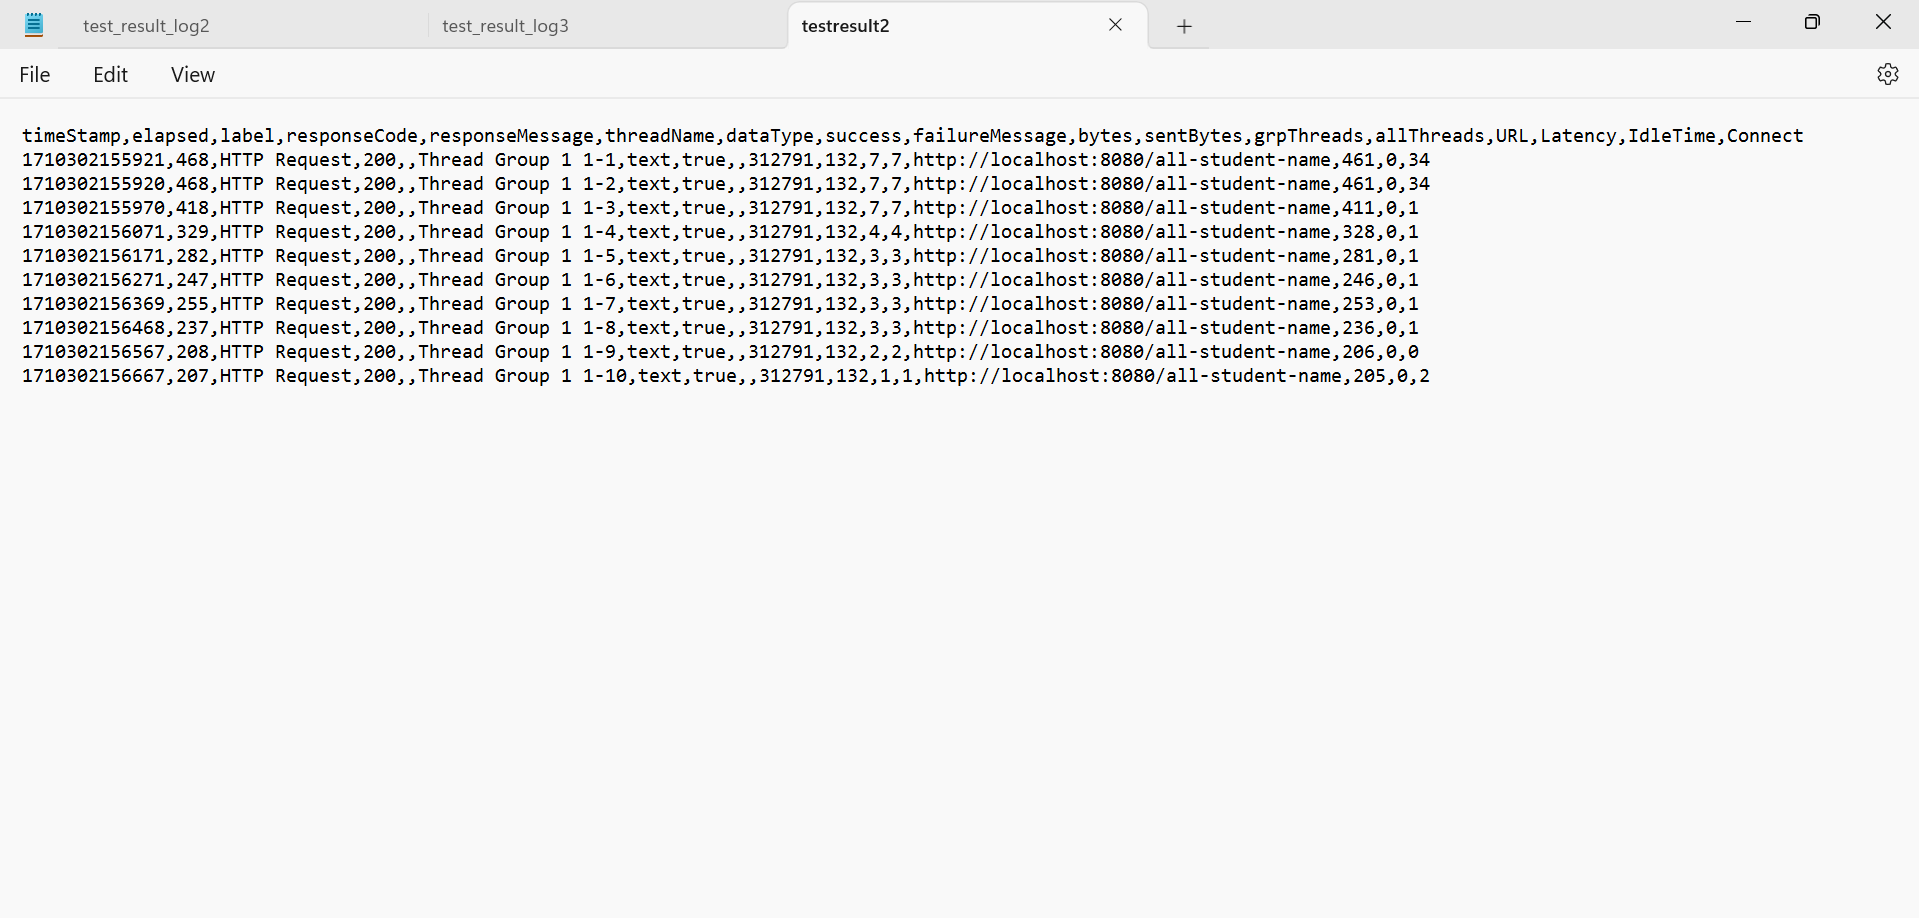 test_result_log2
test_result_log3
testresult2
File
Edit
View
timeStamp,elapsed,label,responseCode,responseMessage,threadName,dataType,success,failureMessage,bytes,sentBytes,grpThreads,allThreads,URL,Latency,IdleTime,Connect
1710302155921,468,HTTP Request,200,,Thread Group 1 1-1,text,true,,312791,132,7,7,http://localhost:8080/all-student-name,461,0,34
1710302155920,468,HTTP Request,200,,Thread Group 1 1-2,text,true,,312791,132,7,7,http://localhost:8080/all-student-name,461,0,34
1710302155970,418,HTTP Request,200,,Thread Group 1 1-3,text,true,,312791,132,7,7,http://localhost:8080/all-student-name,411,0,1
1710302156071,329,HTTP Request,200,,Thread Group 1 1-4,text,true,,312791,132,4,4,http://localhost:8080/all-student-name,328,0,1
1710302156171,282,HTTP Request,200,,Thread Group 1 1-5,text,true,,312791,132,3,3,http://localhost:8080/all-student-name,281,0,1
1710302156271,247,HTTP Request,200,,Thread Group 1 1-6,text,true,,312791,132,3,3,http://localhost:8080/all-student-name,246,0,1
1710302156369,255,HTTP Request,200,,Thread Group 1 1-7,text,true,,312791,132,3,3,http://localhost:8080/all-student-name,253,0,1
1710302156468,237,HTTP Request,200,,Thread Group 1 1-8,text,true,,312791,132,3,3,http://localhost:8080/all-student-name,236,0,1
1710302156567,208,HTTP Request,200,,Thread Group 1 1-9,text,true,,312791,132,2,2,http://localhost:8080/all-student-name,206,0,0
1710302156667,207,HTTP Request,200,,Thread Group 1 1-10,text,true,,312791,132,1,1,http://localhost:8080/all-student-name,205,0,2